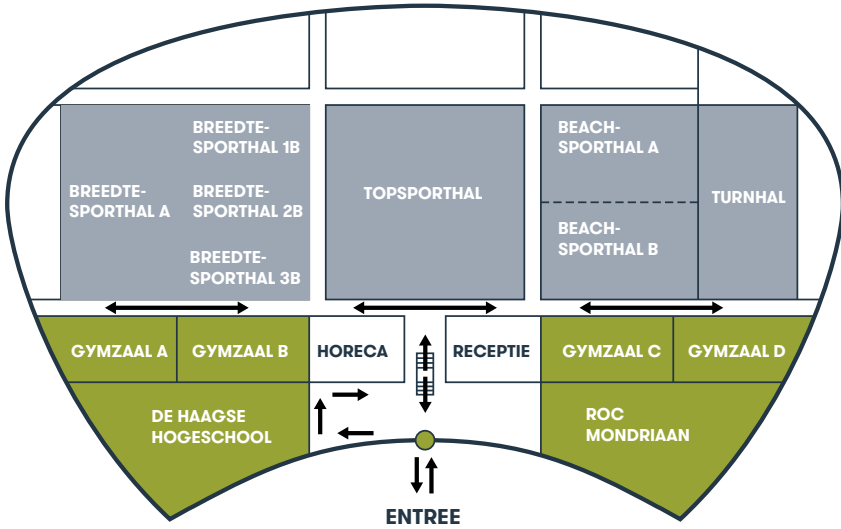 BREEDTE-
SPORTHAL A
BREEDTE-
SPORTHAL 1B
BREEDTE-
SPORTHAL 2B
BREEDTE-
SPORTHAL 3B
TOPSPORTHAL
BEACH-
SPORTHAL A
BEACH-
SPORTHAL B
TURNHAL
GYMZAAL A
GYMZAAL B
HORECA
RECEPTIE
GYMZAAL C
GYMZAAL D
DE HAAGSE
HOGESCHOOL
ROC
MONDRIAAN
ENTREE